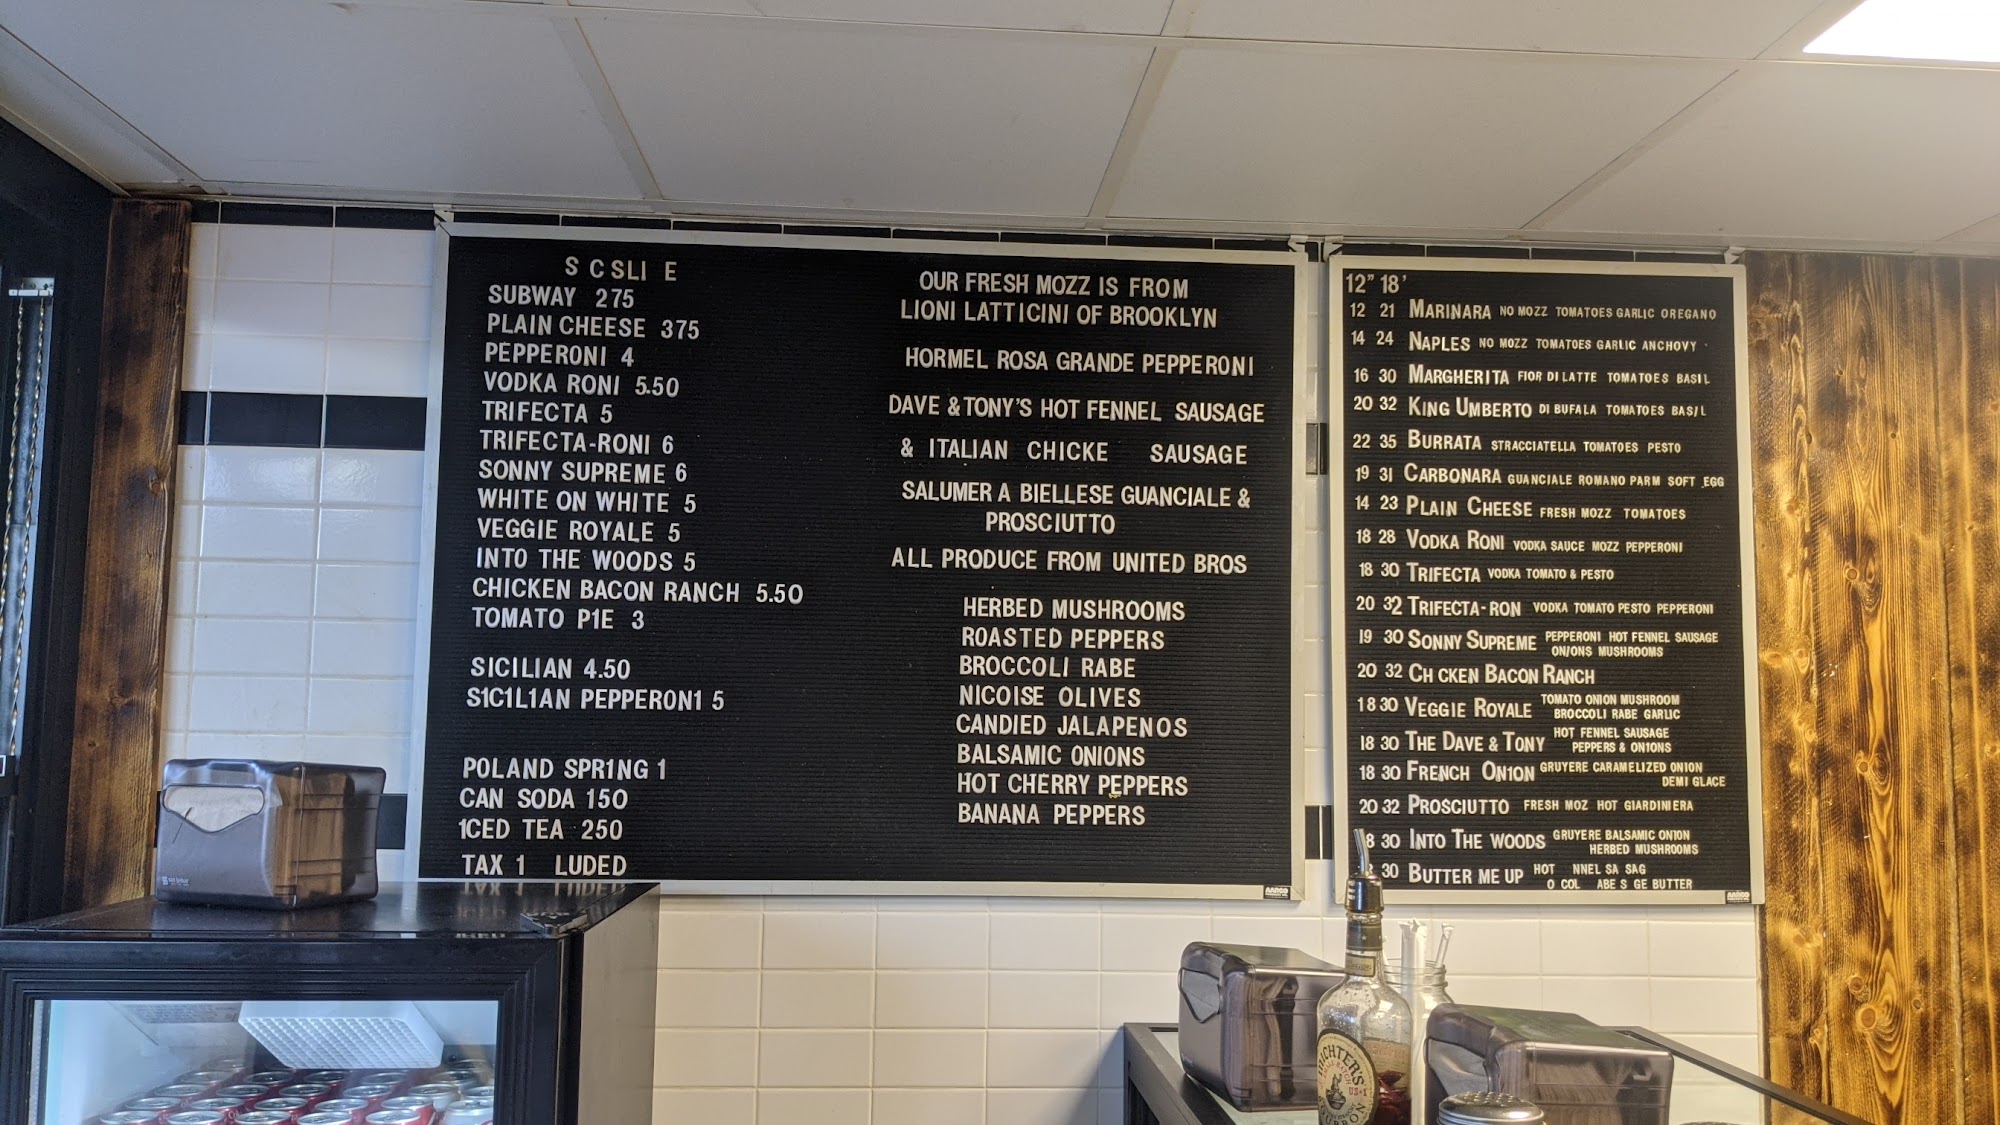 S C SLI E
SUBWAY 275
PLAIN CHEESE 375
PEPPERONI 4
VODKA RONI 5.50
TRIFECTA 5
TRIFECTA-RONI 6
SONNY SUPREME 6
WHITE ON WHITE 5
VEGGIE ROYALE 5
INTO THE WOODS 5
CHICKEN BACON RANCH 5.50
TOMATO P1E 3
SICILIAN 4.50
S1C1L1AN PEPPERON1 5
POLAND SPR1NG 1
CAN SODA 150
1CED TEA 250
TAX 1 LUDED
OUR FRESH MOZZ IS FROM
LIONI LATTICINI OF BROOKLYN
HORMEL ROSA GRANDE PEPPERONI
DAVE & TONY'S HOT FENNEL SAUSAGE
& ITALIAN CHICKE SAUSAGE
SALUMER A BIELLESE GUANCIALE &
PROSCIUTTO
ALL PRODUCE FROM UNITED BROS
HERBED MUSHROOMS
ROASTED PEPPERS
BROCCOLI RABE
NICOISE OLIVES
CANDIED JALAPENOS
BALSAMIC ONIONS
HOT CHERRY PEPPERS
BANANA PEPPERS
12" 18'
12 21 MARINARA NO MOZZ TOMATOES GARLIC OREGANO
14 24 NAPLES NO MOZZ TOMATOES GARLIC ANCHOVY
16 30 MARGHERITA FIOR DI LATTE TOMATOES BASIL
20 32 KING UMBERTO DI BUFALA TOMATOES BASIL
22 35 BURRATA STRACCIATELLA TOMATOES PESTO
19 31 CARBONARA GUANCIALE ROMANO PARM SOFT EGG
14 23 PLAIN CHEESE FRESH MOZZ TOMATOES
18 28 VODKA RONI VODKA SAUCE MOZZ PEPPERONI
18 30 TRIFECTA VODKA TOMATO & PESTO
20 32 TRIFECTA-RON VODKA TOMATO PESTO PEPPERONI
19 30 SONNY SUPREME PEPPERONI HOT FENNEL SAUSAGE
ONIONS MUSHROOMS
20 32 CH CKEN BACON RANCH
18 30 VEGGIE ROYALE TOMATO ONION MUSHROOM
BROCCOLI RABE GARLIC
18 30 THE DAVE & TONY HOT FENNEL SAUSAGE
PEPPERS & ON1ONS
18 30 FRENCH ON1ON GRUYERE CARAMELIZED ONION
DEMI GLACE
20 32 PROSCIUTTO FRESH MOZ HOT GIARDINIERA
8 30 INTO THE WOODS GRUYERE BALSAMIC ONION
HERBED MUSHROOMS
30 BUTTER ME UP HOT NNEL SA SAG
O COL ABE S GE BUTTER
US★1